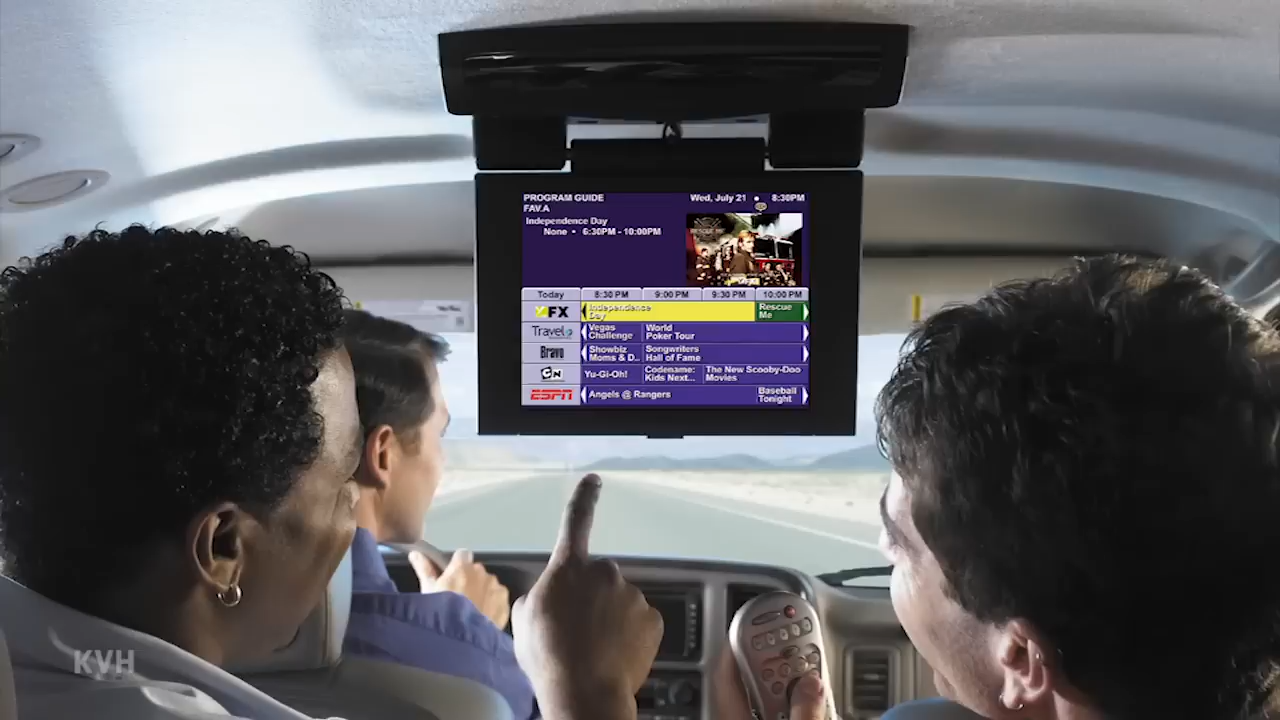 PROGRAM GUIDE
Wed, July 21 • 8:30PM
FAV.A
Independence Day
None • 6:30PM - 10:00PM
RESCUE ME
Today 8:30 PM 9:00 PM 9:30 PM 10:00 PM
FX Independence Day Rescue Me
Travel Vegas Challenge World Poker Tour
Bravo Showbiz Moms & D.. Songwriters Hall of Fame
CN Yu-Gi-Oh! Codename: Kids Next... The New Scooby-Doo Movies
ESPN Angels @ Rangers Baseball Tonight
KVH